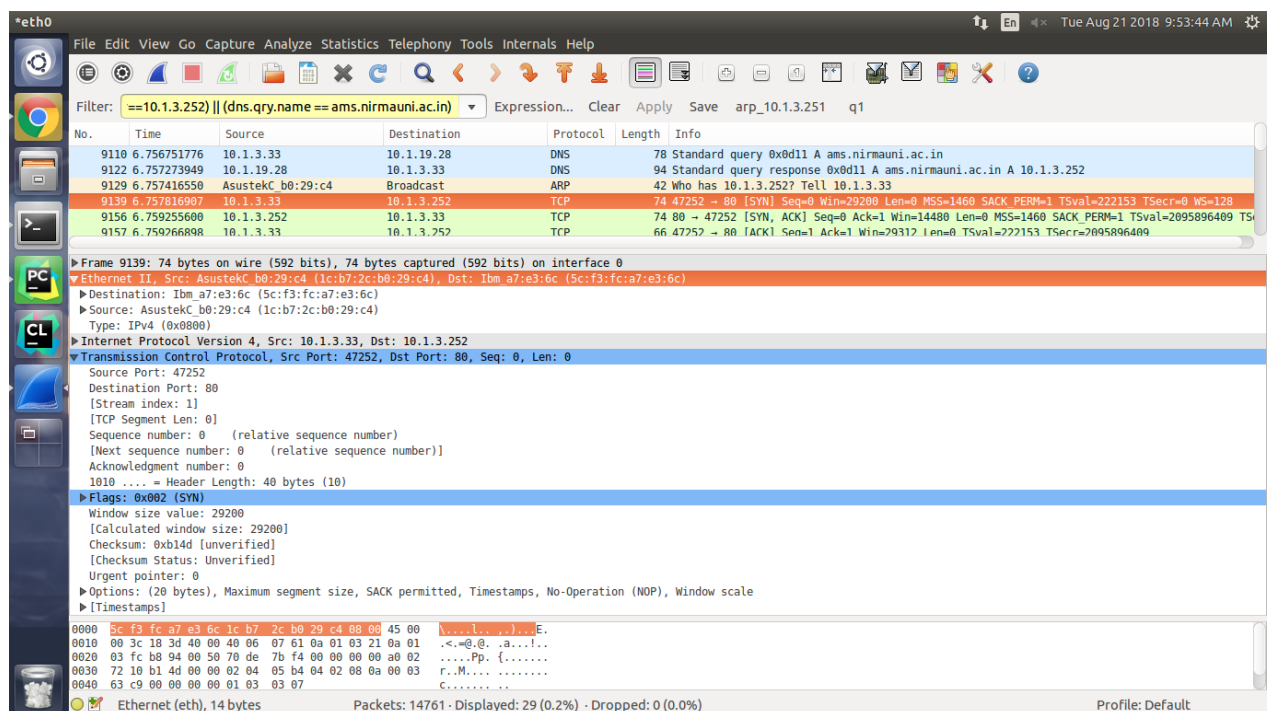 *eth0
En
Tue Aug 21 2018 9:53:44 AM
File Edit View Go Capture Analyze Statistics Telephony Tools Internals Help
Filter: ==10.1.3.252) || (dns.qry.name == ams.nirmauni.ac.in) Expression... Clear Apply Save arp_10.1.3.251 q1
No. Time Source Destination Protocol Length Info
9110 6.756751776 10.1.3.33 10.1.19.28 DNS 78 Standard query 0x0d11 A ams.nirmauni.ac.in
9122 6.757273949 10.1.19.28 10.1.3.33 DNS 94 Standard query response 0x0d11 A ams.nirmauni.ac.in A 10.1.3.252
9129 6.757416550 AsustekC_b0:29:c4 Broadcast ARP 42 Who has 10.1.3.252? Tell 10.1.3.33
9139 6.757816907 10.1.3.33 10.1.3.252 TCP 74 47252 → 80 [SYN] Seq=0 Win=29200 Len=0 MSS=1460 SACK_PERM=1 TSval=222153 TSecr=0 WS=128
9156 6.759255600 10.1.3.252 10.1.3.33 TCP 74 80 → 47252 [SYN, ACK] Seq=0 Ack=1 Win=14480 Len=0 MSS=1460 SACK_PERM=1 TSval=2095896409 TS
9157 6.759266898 10.1.3.33 10.1.3.252 TCP 66 47252 → 80 [ACK] Seq=1 Ack=1 Win=29312 Len=0 TSval=222153 TSecr=2095896409
Frame 9139: 74 bytes on wire (592 bits), 74 bytes captured (592 bits) on interface 0
Ethernet II, Src: AsustekC_b0:29:c4 (1c:b7:2c:b0:29:c4), Dst: Ibm_a7:e3:6c (5c:f3:fc:a7:e3:6c)
Destination: Ibm_a7:e3:6c (5c:f3:fc:a7:e3:6c)
Source: AsustekC_b0:29:c4 (1c:b7:2c:b0:29:c4)
Type: IPv4 (0x0800)
Internet Protocol Version 4, Src: 10.1.3.33, Dst: 10.1.3.252
Transmission Control Protocol, Src Port: 47252, Dst Port: 80, Seq: 0, Len: 0
Source Port: 47252
Destination Port: 80
[Stream index: 1]
[TCP Segment Len: 0]
Sequence number: 0 (relative sequence number)
[Next sequence number: 0 (relative sequence number)]
Acknowledgment number: 0
1010 .... = Header Length: 40 bytes (10)
Flags: 0x002 (SYN)
Window size value: 29200
[Calculated window size: 29200]
Checksum: 0xb14d [unverified]
[Checksum Status: Unverified]
Urgent pointer: 0
Options: (20 bytes), Maximum segment size, SACK permitted, Timestamps, No-Operation (NOP), Window scale
[Timestamps]
0000 5c f3 fc a7 e3 6c 1c b7 2c b0 29 c4 08 00 45 00 \....l.. ,.)...E.
0010 00 3c 18 3d 40 00 40 06 07 61 0a 01 03 21 0a 01 .<.=@.@. .a...!..
0020 03 fc b8 94 00 50 70 de 7b f4 00 00 00 00 a0 02 .....Pp. {.......
0030 72 10 b1 4d 00 00 02 04 05 b4 04 02 08 0a 00 03 r..M.... ........
0040 63 c9 00 00 00 00 01 03 03 07 c....... ..
Ethernet (eth), 14 bytes Packets: 14761 · Displayed: 29 (0.2%) · Dropped: 0 (0.0%) Profile: Default
PC
CL